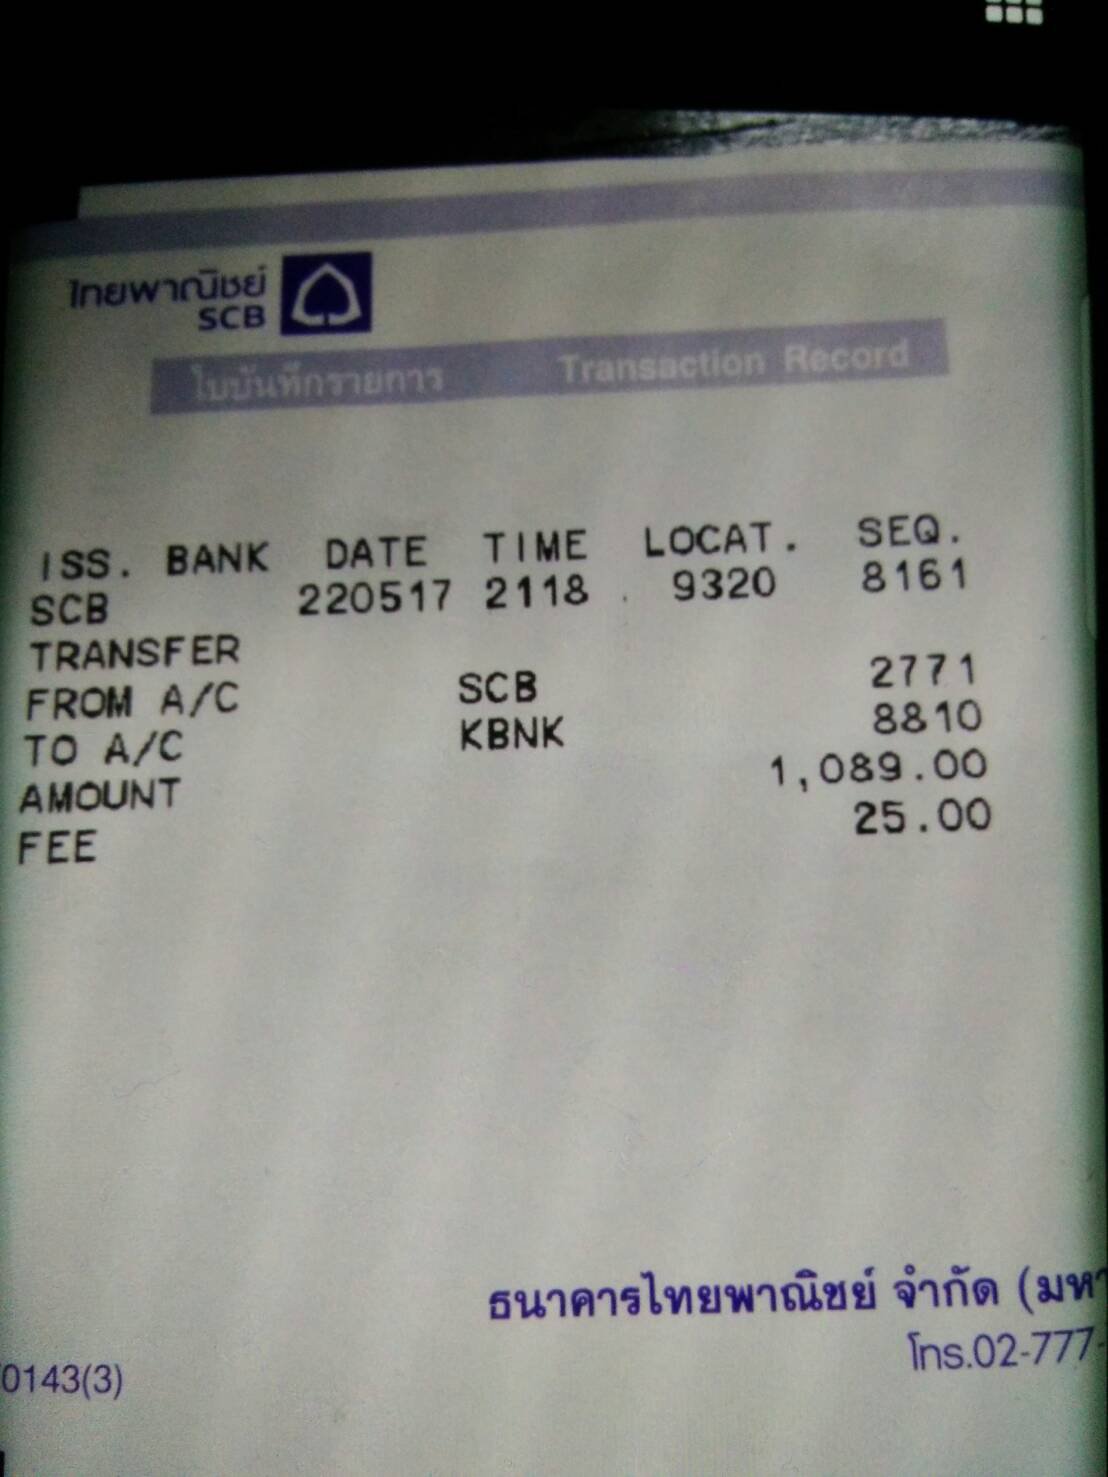 ไทยพาณิชย์
SCB
ใบบันทึกรายการ Transaction Record
ISS. BANK DATE TIME LOCAT. SEQ.
SCB 220517 2118 9320 8161
TRANSFER
FROM A/C SCB 2771
TO A/C KBNK 8810
AMOUNT 1,089.00
FEE 25.00
ธนาคารไทยพาณิชย์ จำกัด (มหา
โทร.02-777-
0143(3)